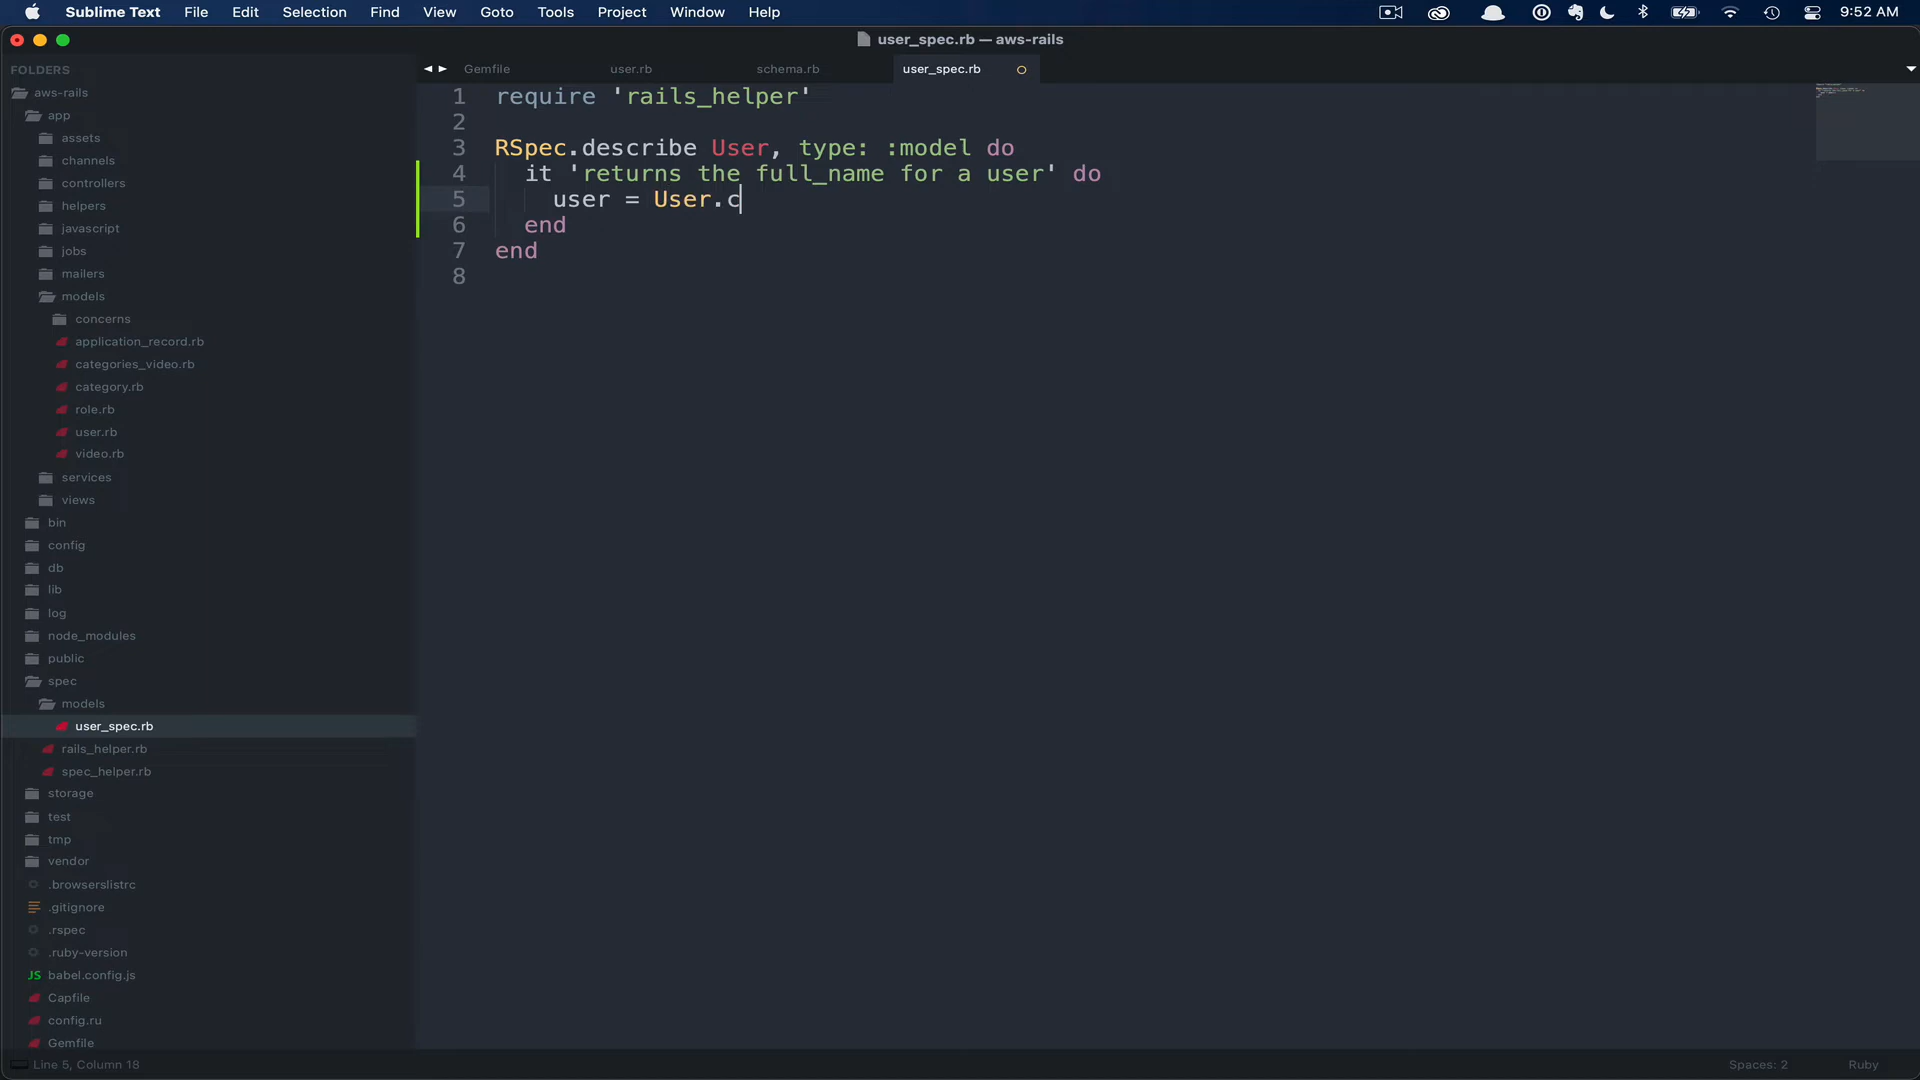 Sublime Text File Edit Selection Find View Goto Tools Project Window Help 9:52 AM
user_spec.rb — aws-rails
FOLDERS
aws-rails
app
assets
channels
controllers
helpers
javascript
jobs
mailers
models
concerns
application_record.rb
categories_video.rb
category.rb
role.rb
user.rb
video.rb
services
views
bin
config
db
lib
log
node_modules
public
spec
models
user_spec.rb
rails_helper.rb
spec_helper.rb
storage
test
tmp
vendor
.browserslistrc
.gitignore
.rspec
.ruby-version
JS babel.config.js
Capfile
config.ru
Gemfile
Gemfile user.rb schema.rb user_spec.rb
1 require 'rails_helper'
2
3 RSpec.describe User, type: :model do
4 it 'returns the full_name for a user' do
5 user = User.c
6 end
7 end
8
Line 5, Column 18 Spaces: 2 Ruby